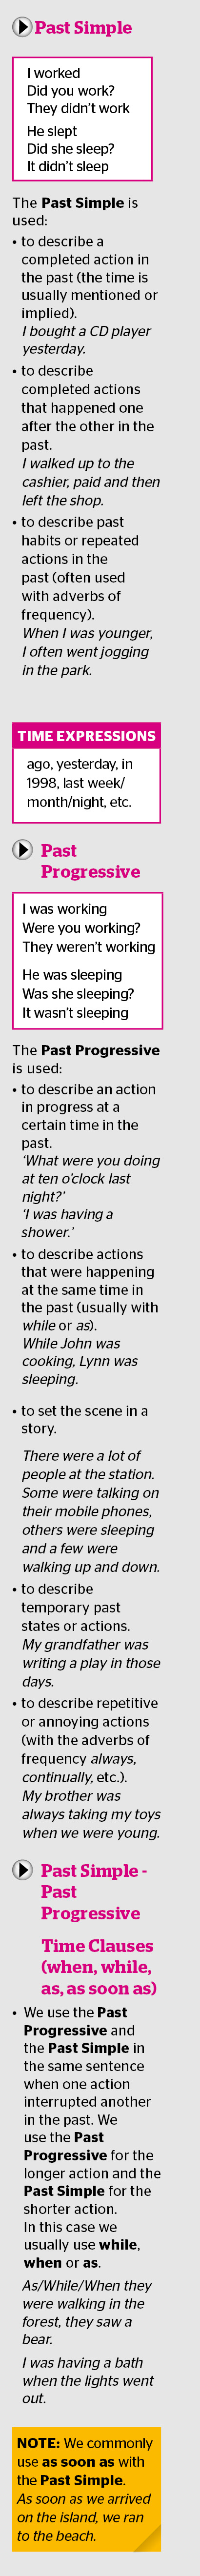 Past Simple
I worked
Did you work?
They didn't work
He slept
Did she sleep?
It didn't sleep
The Past Simple is
used:
• to describe a
completed action in
the past (the time is
usually mentioned or
implied).
I bought a CD player
yesterday.
• to describe
completed actions
that happened one
after the other in the
past.
I walked up to the
cashier, paid and then
left the shop.
• to describe past
habits or repeated
actions in the
past (often used
with adverbs of
frequency).
When I was younger,
I often went jogging
in the park.
TIME EXPRESSIONS
ago, yesterday, in
1998, last week/
month/night, etc.
Past
Progressive
I was working
Were you working?
They weren't working
He was sleeping
Was she sleeping?
It wasn't sleeping
The Past Progressive
is used:
• to describe an action
in progress at a
certain time in the
past.
'What were you doing
at ten o'clock last
night?'
'I was having a
shower.'
• to describe actions
that were happening
at the same time in
the past (usually with
while or as).
While John was
cooking, Lynn was
sleeping.
• to set the scene in a
story.
There were a lot of
people at the station.
Some were talking on
their mobile phones,
others were sleeping
and a few were
walking up and down.
• to describe
temporary past
states or actions.
My grandfather was
writing a play in those
days.
• to describe repetitive
or annoying actions
(with the adverbs of
frequency always,
continually, etc.).
My brother was
always taking my toys
when we were young.
Past Simple -
Past
Progressive
Time Clauses
(when, while,
as, as soon as)
• We use the Past
Progressive and
the Past Simple in
the same sentence
when one action
interrupted another
in the past. We
use the Past
Progressive for the
longer action and the
Past Simple for the
shorter action.
In this case we
usually use while,
when or as.
As/While/When they
were walking in the
forest, they saw a
bear.
I was having a bath
when the lights went
out.
NOTE: We commonly
use as soon as with
the Past Simple.
As soon as we arrived
on the island, we ran
to the beach.